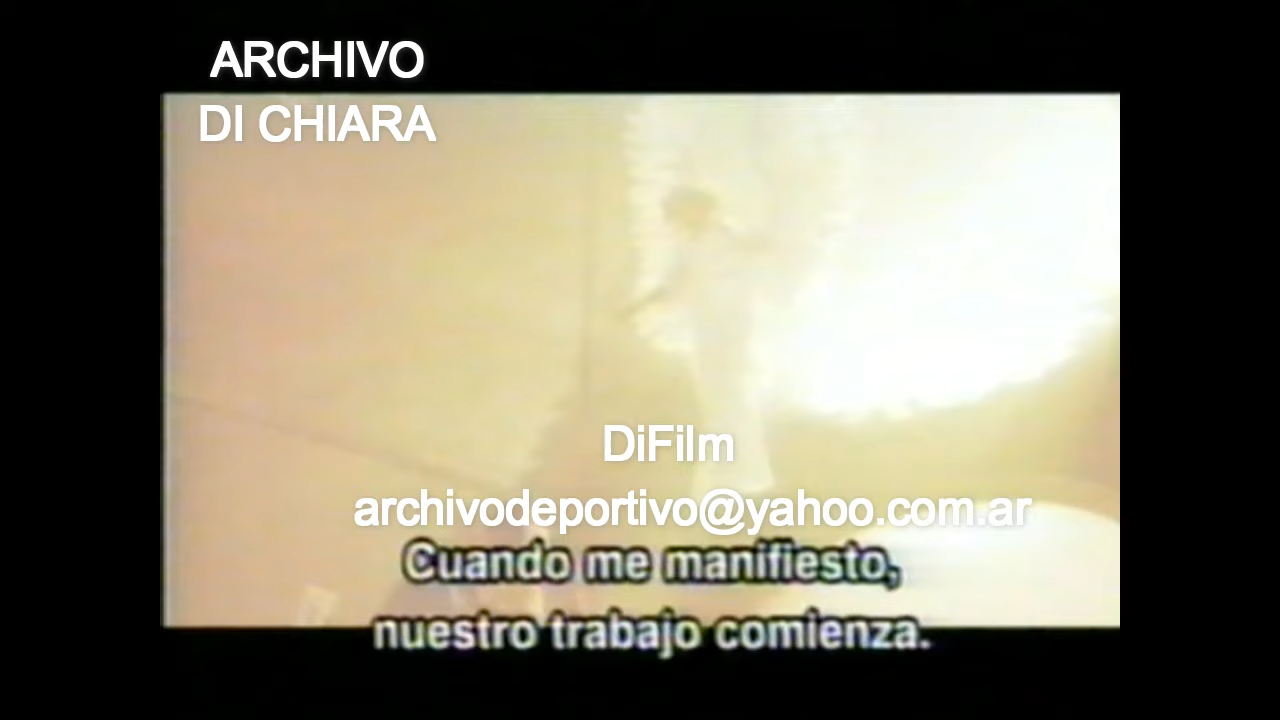 ARCHIVO
DI CHIARA
DiFilm
archivodeportivo@yahoo.com.ar
Cuando me manifiesto,
nuestro trabajo comienza.